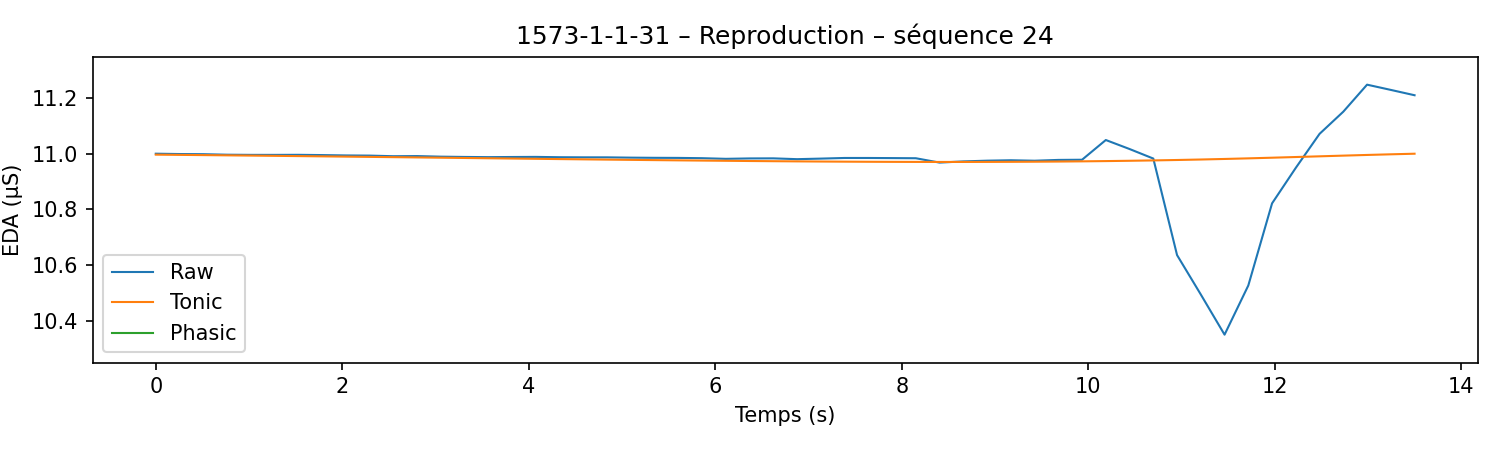 1573-1-1-31 – Reproduction – séquence 24
EDA (µS)
11.2
11.0
10.8
10.6
10.4
Raw
Tonic
Phasic
0 2 4 6 8 10 12 14
Temps (s)